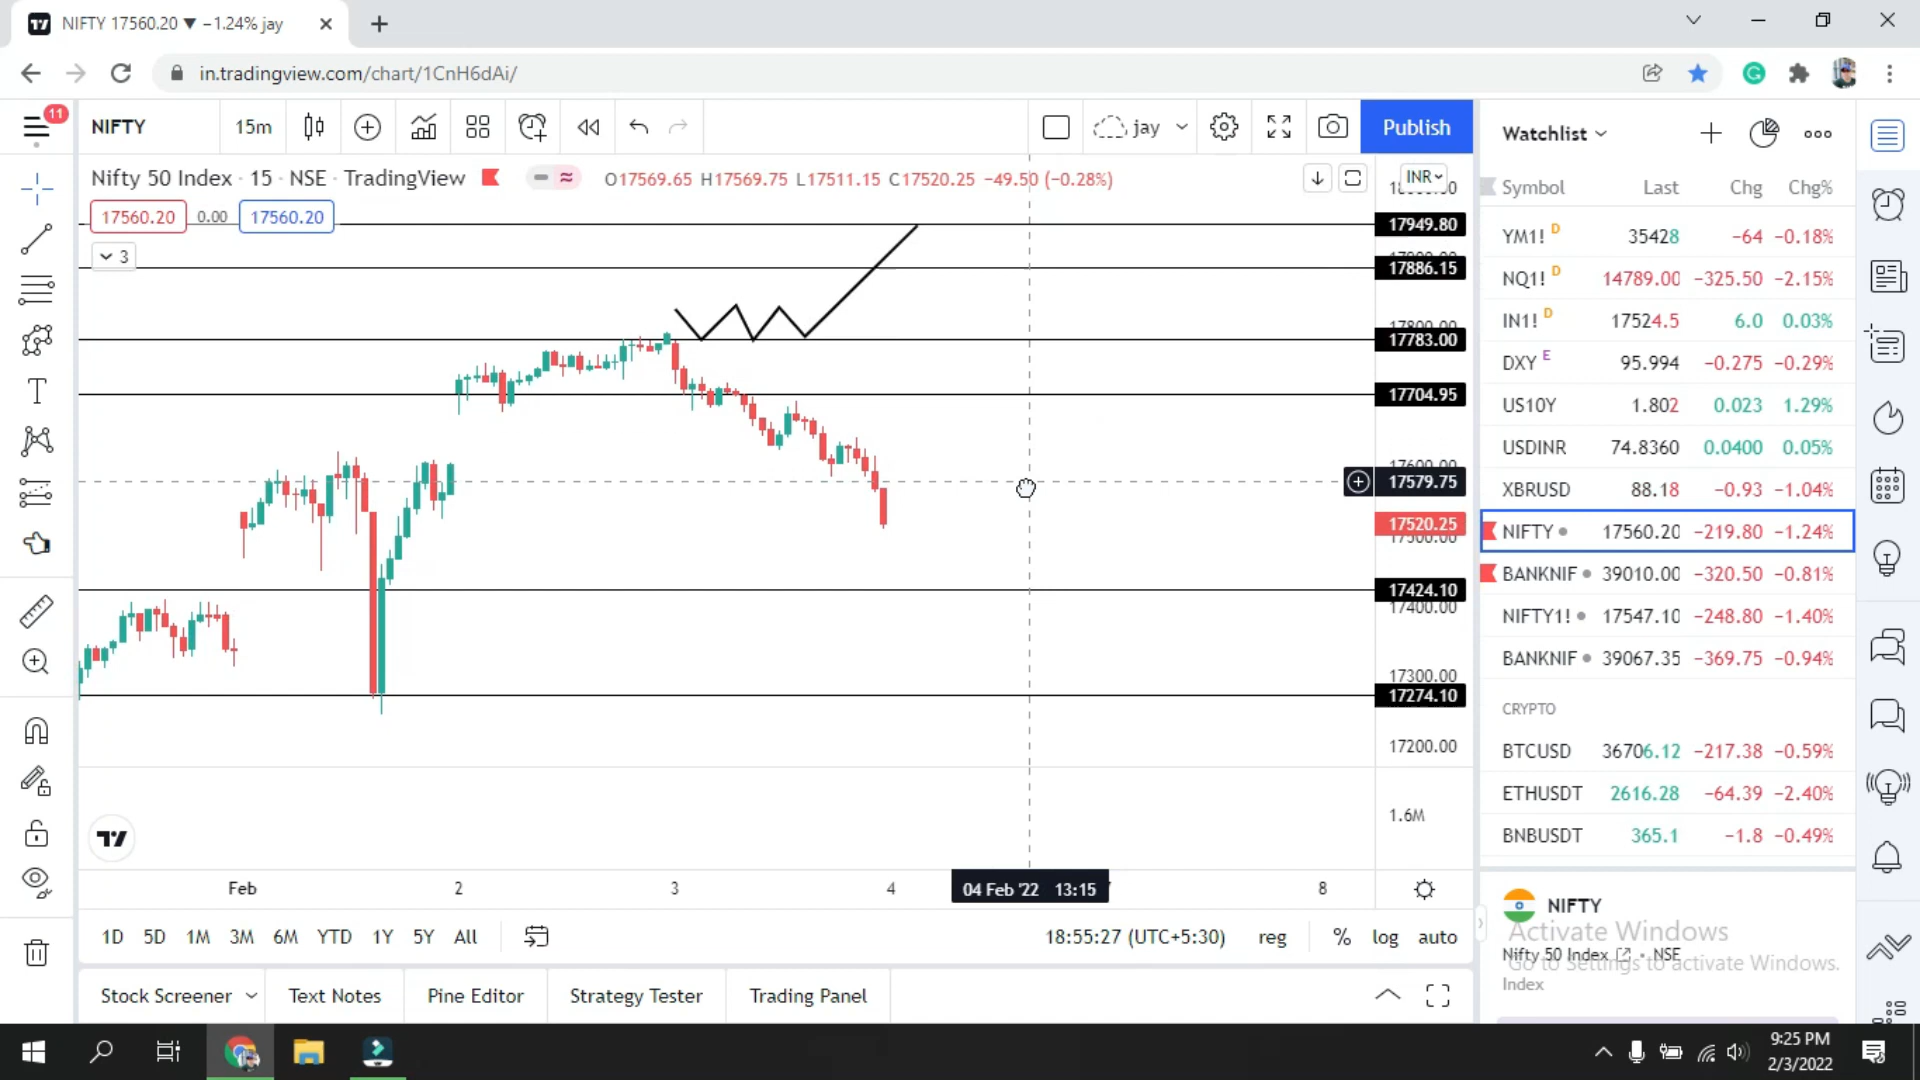 NIFTY 17560.20 ▼ −1.24% jay
in.tradingview.com/chart/1CnH6dAi/
11
NIFTY 15m jay Publish
Nifty 50 Index · 15 · NSE · TradingView O17569.65 H17569.75 L17511.15 C17520.25 −49.50 (−0.28%)
17560.20 0.00 17560.20
3
INR
17949.80
17886.15
17800.00
17783.00
17704.95
17600.00
17579.75
17520.25
17500.00
17424.10
17400.00
17300.00
17274.10
17200.00
1.6M
Feb 2 3 4 04 Feb '22 13:15 8
1D 5D 1M 3M 6M YTD 1Y 5Y All 18:55:27 (UTC+5:30) reg % log auto
Stock Screener Text Notes Pine Editor Strategy Tester Trading Panel
Watchlist
Symbol Last Chg Chg%
YM1! D 35428 −64 −0.18%
NQ1! D 14789.00 −325.50 −2.15%
IN1! D 17524.5 6.0 0.03%
DXY E 95.994 −0.275 −0.29%
US10Y 1.802 0.023 1.29%
USDINR 74.8360 0.0400 0.05%
XBRUSD 88.18 −0.93 −1.04%
NIFTY 17560.20 −219.80 −1.24%
BANKNIF 39010.00 −320.50 −0.81%
NIFTY1! 17547.10 −248.80 −1.40%
BANKNIF 39067.35 −369.75 −0.94%
CRYPTO
BTCUSD 36706.12 −217.38 −0.59%
ETHUSDT 2616.28 −64.39 −2.40%
BNBUSDT 365.1 −1.8 −0.49%
NIFTY
Activate Windows
Nifty 50 Index · NSE
Go to Settings to activate Windows.
Index
9:25 PM
2/3/2022